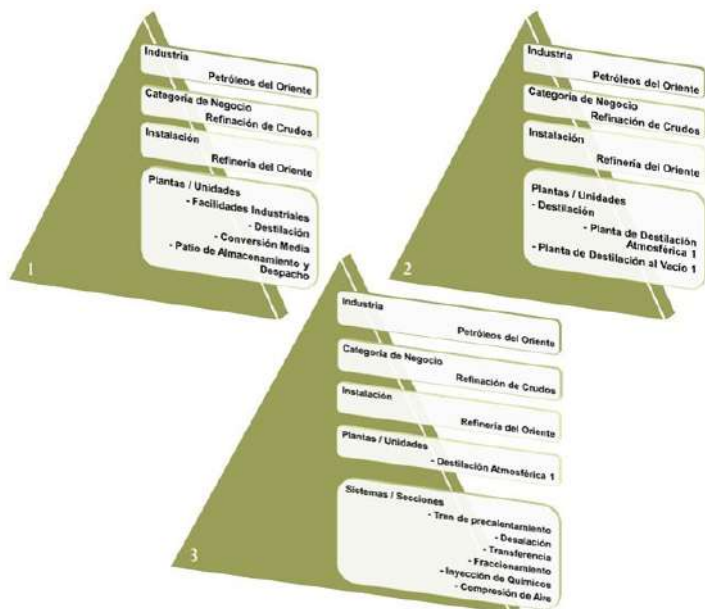 Industria
Petróleos del Oriente
Categoría de Negocio
Refinación de Crudos
Instalación
Refinería del Oriente
Plantas / Unidades
- Facilidades Industriales
- Destilación
- Conversión Media
- Patio de Almacenamiento y
Despacho
1
Industria
Petróleos del Oriente
Categoría de Negocio
Refinación de Crudos
Instalación
Refinería del Oriente
Plantas / Unidades
- Destilación
- Planta de Destilación
Atmosférica 1
- Planta de Destilación al Vacío 1
2
Industria
Petróleos del Oriente
Categoría de Negocio
Refinación de Crudos
Instalación
Refinería del Oriente
Plantas / Unidades
- Destilación Atmosférica 1
Sistemas / Secciones
- Tren de precalentamiento
- Desalación
- Transferencia
- Fraccionamiento
- Inyección de Químicos
- Compresión de Aire
3